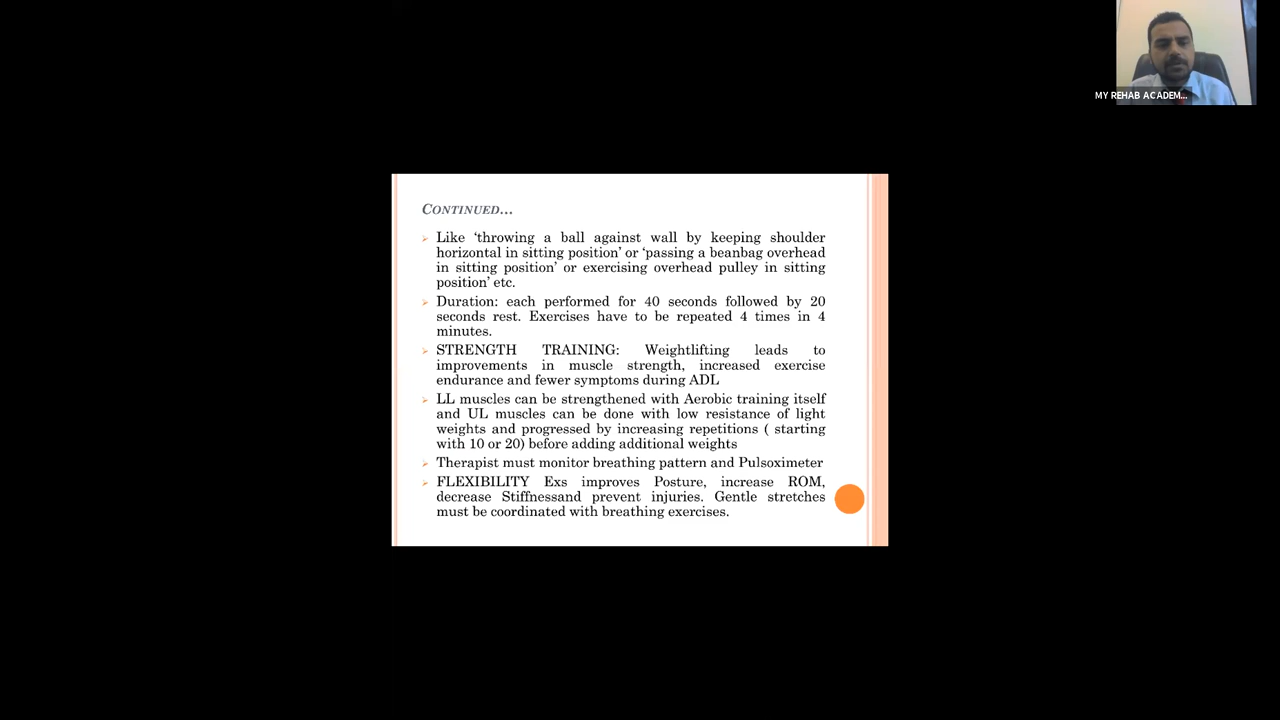 MY REHAB ACADEM...
CONTINUED...
Like ‘throwing a ball against wall by keeping shoulder
horizontal in sitting position’ or ‘passing a beanbag overhead
in sitting position’ or exercising overhead pulley in sitting
position’ etc.
Duration: each performed for 40 seconds followed by 20
seconds rest. Exercises have to be repeated 4 times in 4
minutes.
STRENGTH TRAINING: Weightlifting leads to
improvements in muscle strength, increased exercise
endurance and fewer symptoms during ADL
LL muscles can be strengthened with Aerobic training itself
and UL muscles can be done with low resistance of light
weights and progressed by increasing repetitions ( starting
with 10 or 20) before adding additional weights
Therapist must monitor breathing pattern and Pulsoximeter
FLEXIBILITY Exs improves Posture, increase ROM,
decrease Stiffnessand prevent injuries. Gentle stretches
must be coordinated with breathing exercises.